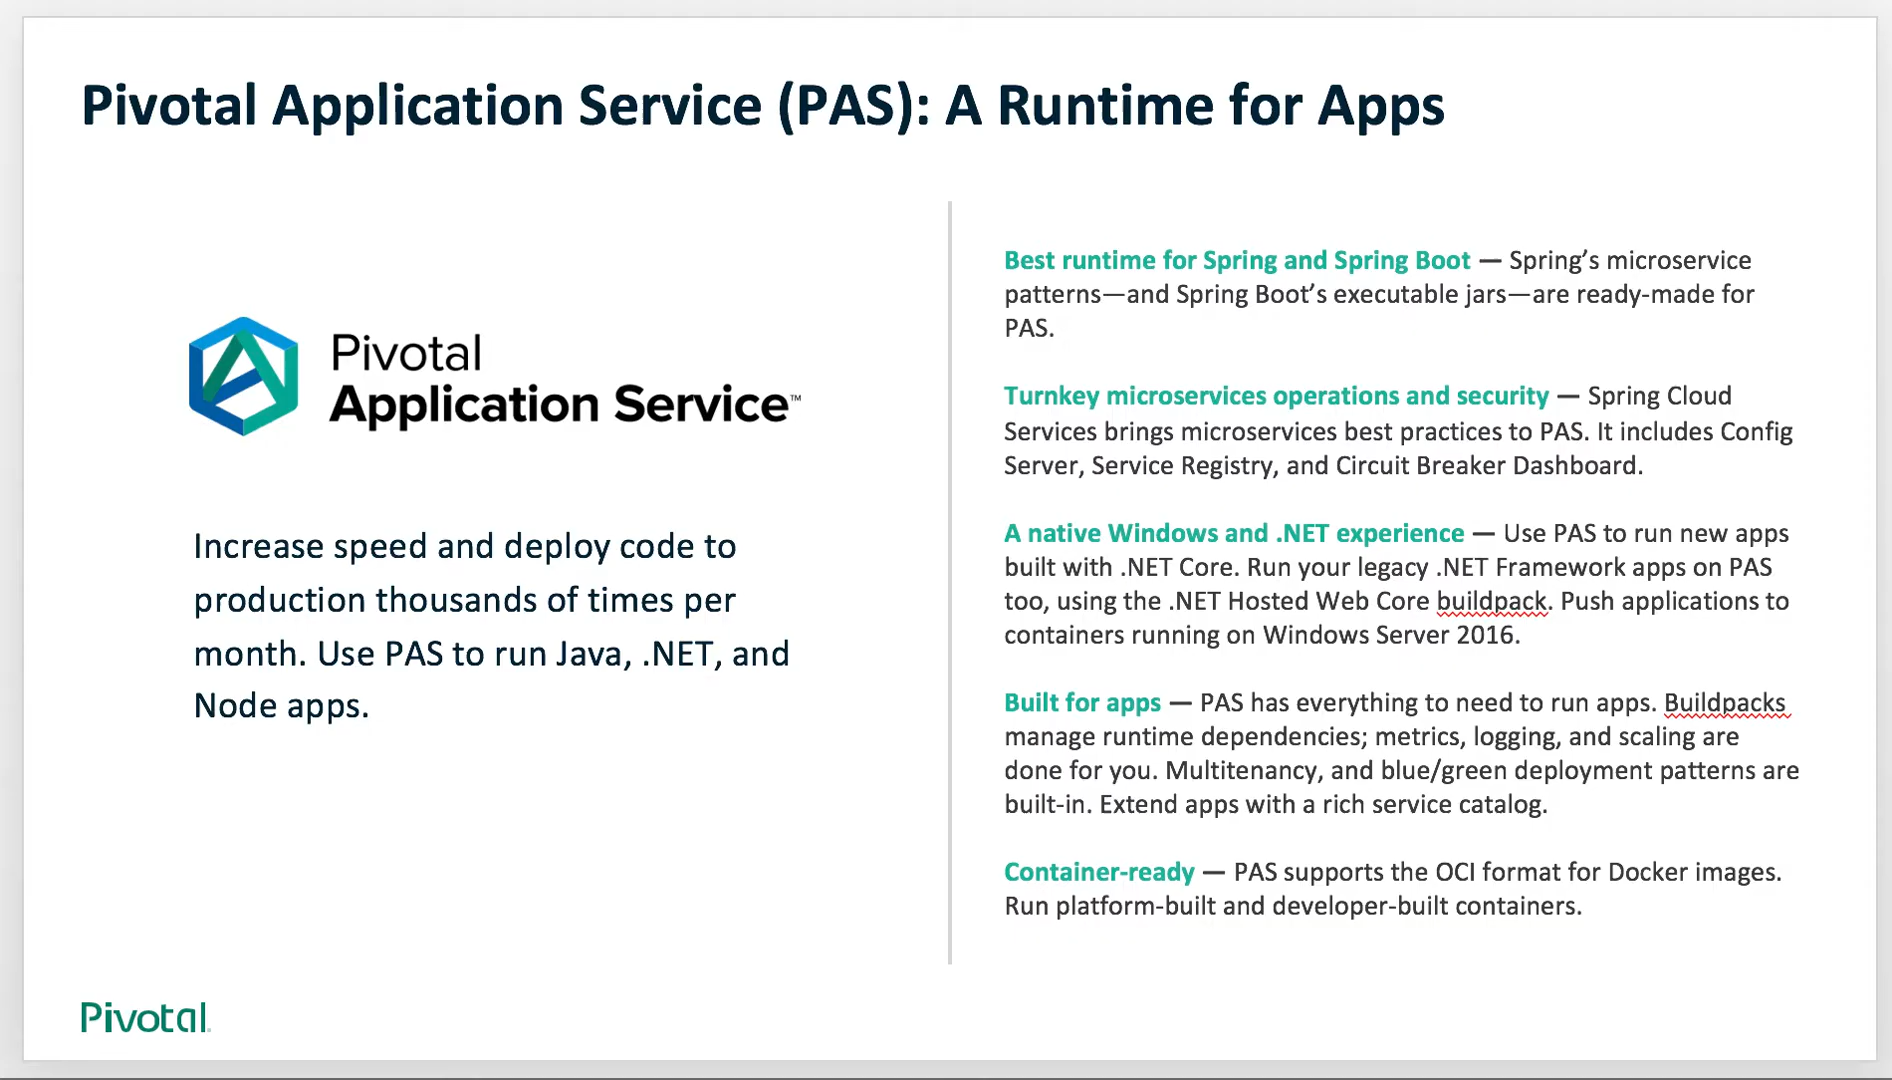 Pivotal Application Service (PAS): A Runtime for Apps
Pivotal
Application Service™
Increase speed and deploy code to
production thousands of times per
month. Use PAS to run Java, .NET, and
Node apps.
Best runtime for Spring and Spring Boot — Spring’s microservice
patterns—and Spring Boot’s executable jars—are ready-made for
PAS.
Turnkey microservices operations and security — Spring Cloud
Services brings microservices best practices to PAS. It includes Config
Server, Service Registry, and Circuit Breaker Dashboard.
A native Windows and .NET experience — Use PAS to run new apps
built with .NET Core. Run your legacy .NET Framework apps on PAS
too, using the .NET Hosted Web Core buildpack. Push applications to
containers running on Windows Server 2016.
Built for apps — PAS has everything to need to run apps. Buildpacks
manage runtime dependencies; metrics, logging, and scaling are
done for you. Multitenancy, and blue/green deployment patterns are
built-in. Extend apps with a rich service catalog.
Container-ready — PAS supports the OCI format for Docker images.
Run platform-built and developer-built containers.
Pivotal.